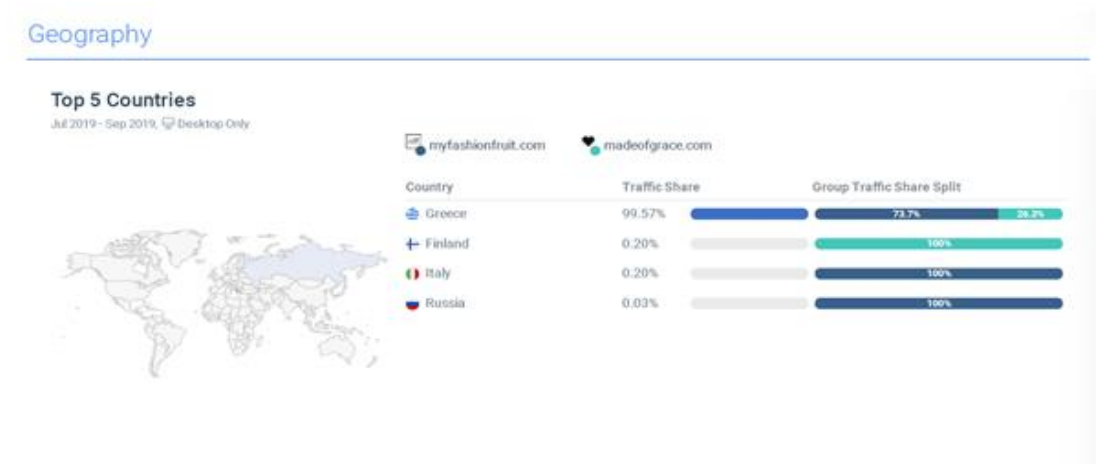 Geography
Top 5 Countries
Jul 2019 - Sep 2019, Desktop Only
myfashionfruit.com madeofgrace.com
Country Traffic Share Group Traffic Share Split
Greece 99.57% 73.7% 26.3%
Finland 0.20% 100%
Italy 0.20% 100%
Russia 0.03% 100%